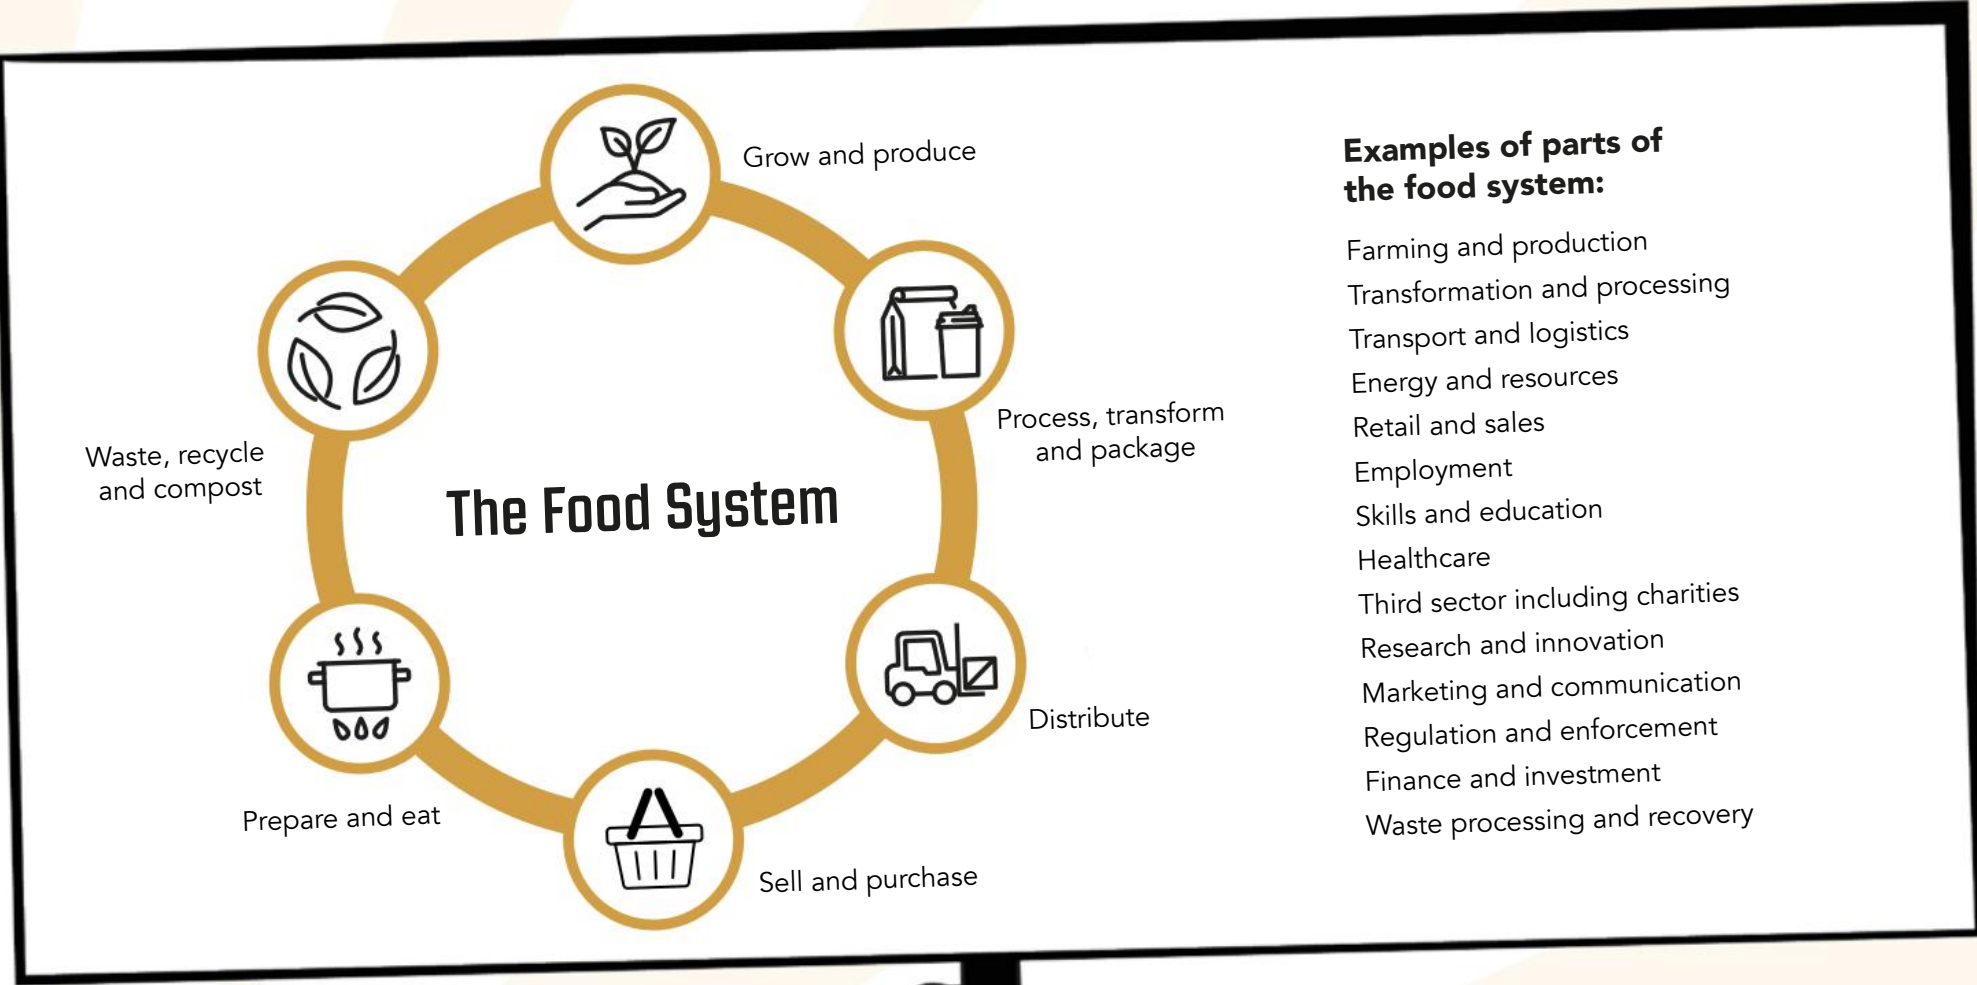 Grow and produce
Process, transform
and package
Distribute
Sell and purchase
Prepare and eat
Waste, recycle
and compost
The Food System
Examples of parts of
the food system:
Farming and production
Transformation and processing
Transport and logistics
Energy and resources
Retail and sales
Employment
Skills and education
Healthcare
Third sector including charities
Research and innovation
Marketing and communication
Regulation and enforcement
Finance and investment
Waste processing and recovery